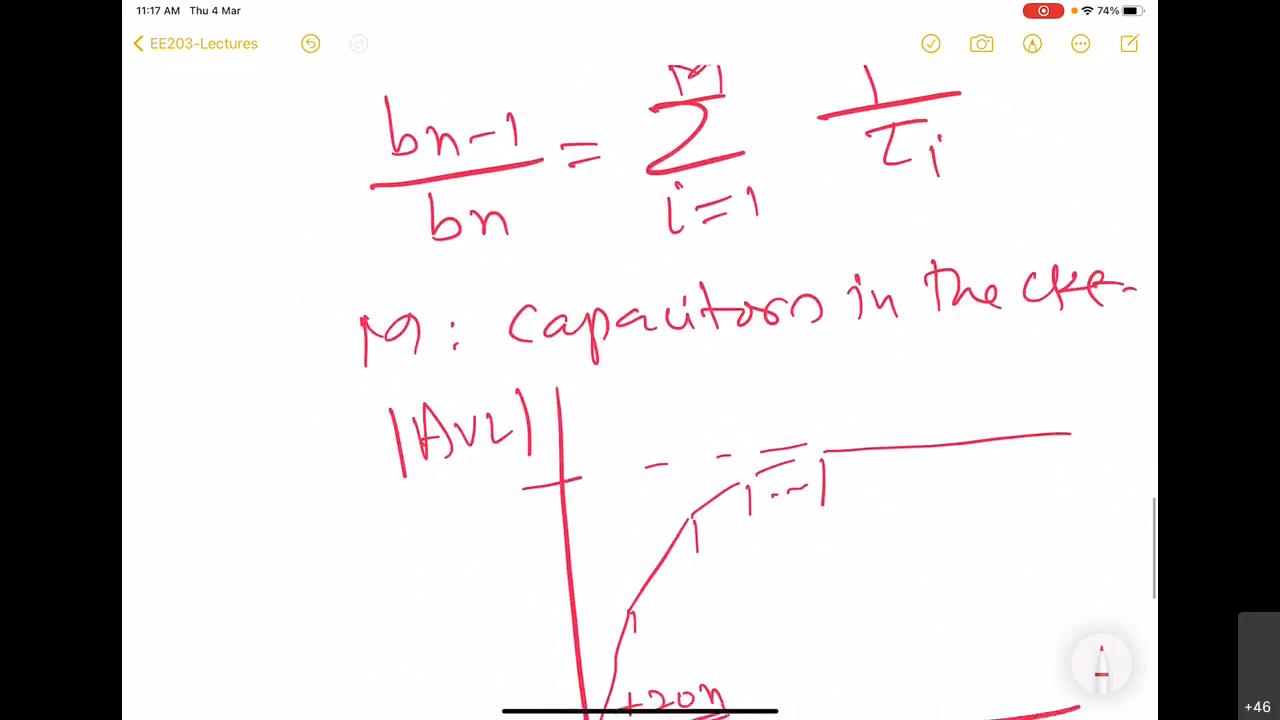 11:17 AM Thu 4 Mar
74%
EE203-Lectures
bn-1 / bn = M Σ i=1 1 / τi
M : capacitors in the ckt.
|AVL|
+20n
+46